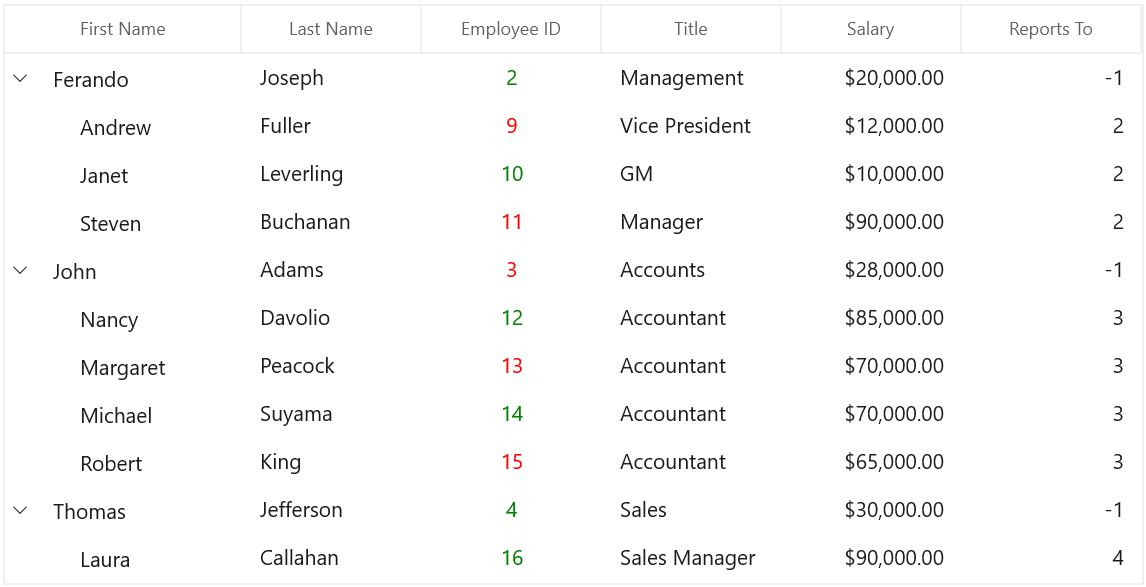 First Name Last Name Employee ID Title Salary Reports To
Ferando Joseph 2 Management $20,000.00 -1
Andrew Fuller 9 Vice President $12,000.00 2
Janet Leverling 10 GM $10,000.00 2
Steven Buchanan 11 Manager $90,000.00 2
John Adams 3 Accounts $28,000.00 -1
Nancy Davolio 12 Accountant $85,000.00 3
Margaret Peacock 13 Accountant $70,000.00 3
Michael Suyama 14 Accountant $70,000.00 3
Robert King 15 Accountant $65,000.00 3
Thomas Jefferson 4 Sales $30,000.00 -1
Laura Callahan 16 Sales Manager $90,000.00 4